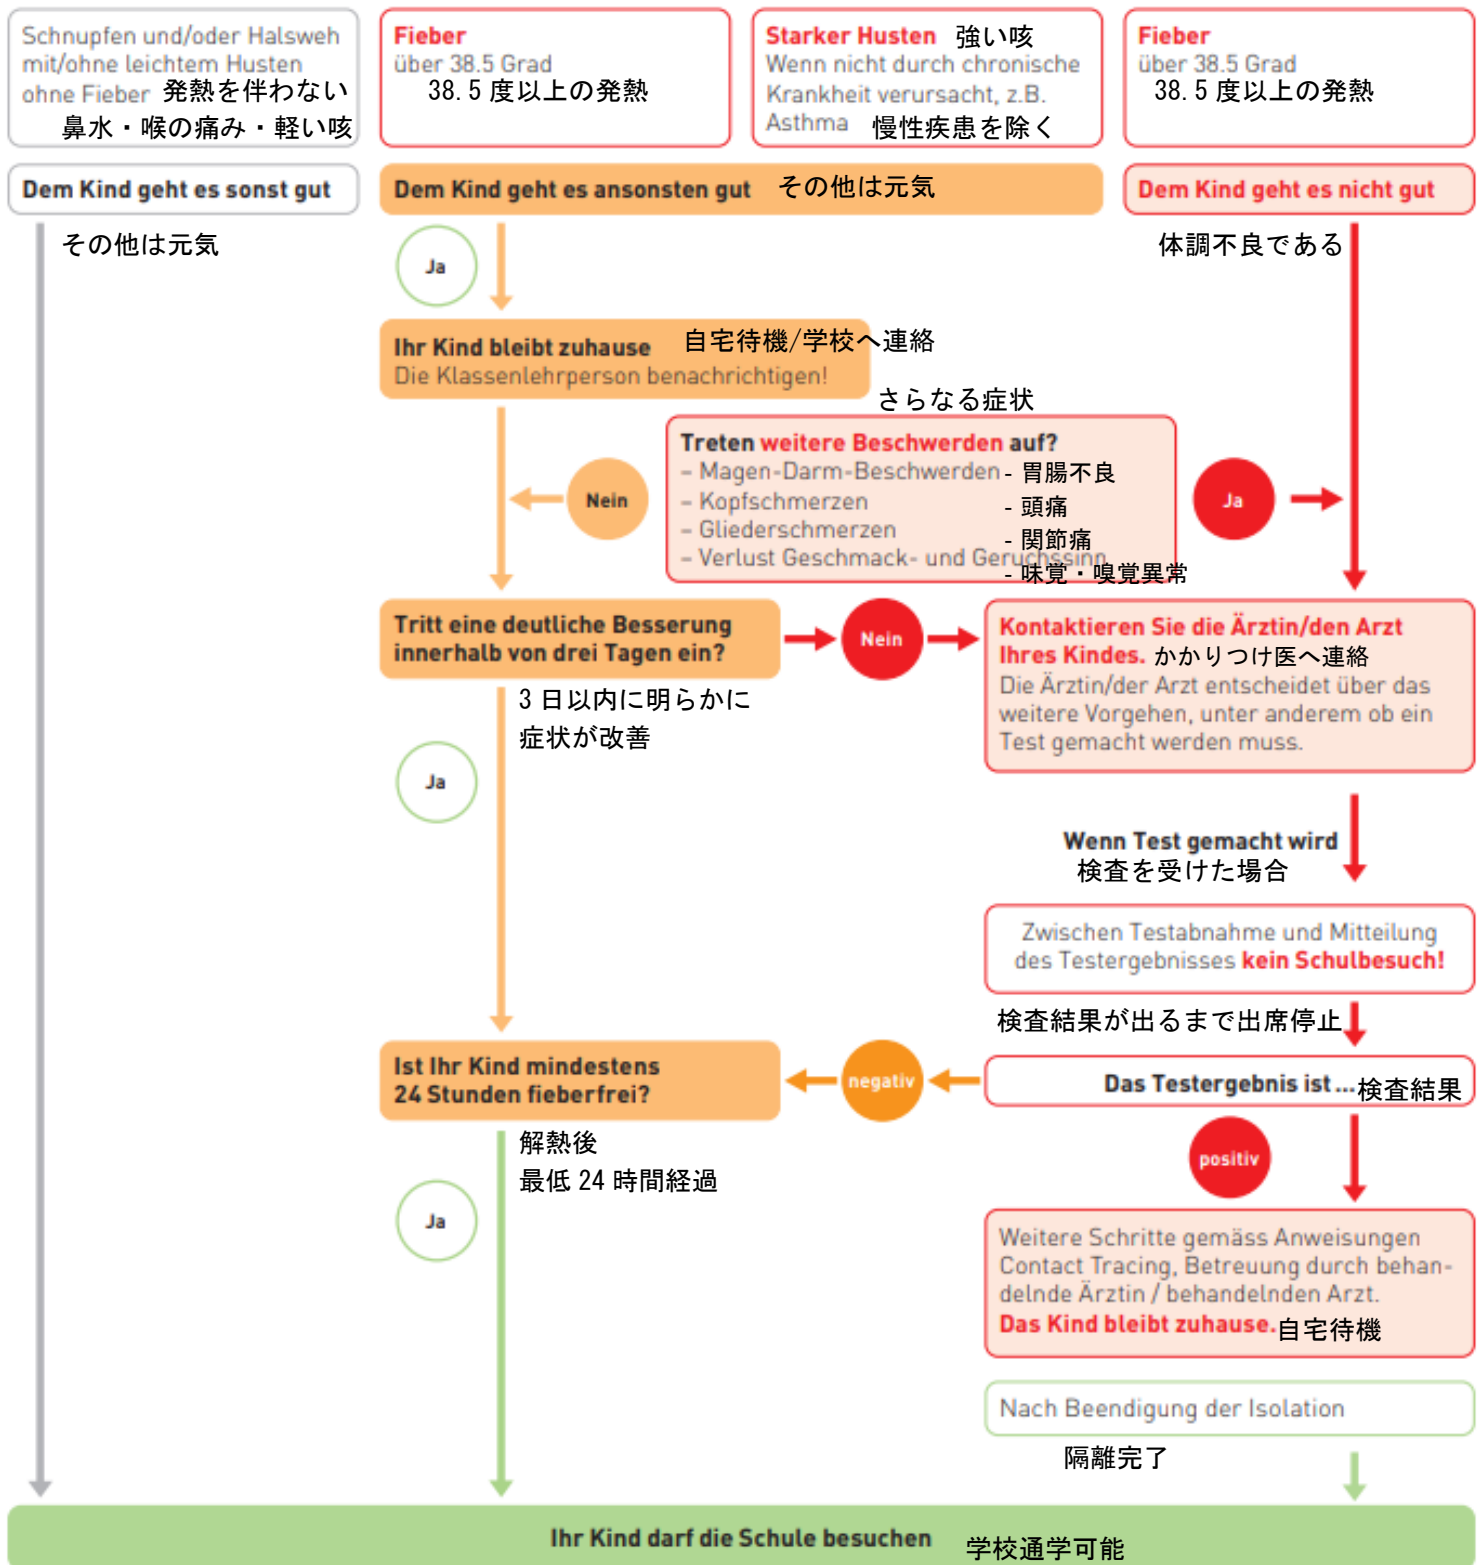 Schnupfen und/oder Halsweh
mit/ohne leichtem Husten
ohne Fieber 発熱を伴わない
鼻水・喉の痛み・軽い咳
Fieber
über 38.5 Grad
38.5 度以上の発熱
Starker Husten 強い咳
Wenn nicht durch chronische
Krankheit verursacht, z.B.
Asthma 慢性疾患を除く
Fieber
über 38.5 Grad
38.5 度以上の発熱
Dem Kind geht es sonst gut
その他は元気
Dem Kind geht es ansonsten gut その他は元気
Dem Kind geht es nicht gut
体調不良である
Ja
Ihr Kind bleibt zuhause 自宅待機/学校へ連絡
Die Klassenlehrperson benachrichtigen!
さらなる症状
Treten weitere Beschwerden auf?
– Magen-Darm-Beschwerden - 胃腸不良
– Kopfschmerzen - 頭痛
– Gliederschmerzen - 関節痛
– Verlust Geschmack- und Geruchssinn
- 味覚・嗅覚異常
Nein
Ja
Tritt eine deutliche Besserung
innerhalb von drei Tagen ein?
3 日以内に明らかに
症状が改善
Nein
Kontaktieren Sie die Ärztin/den Arzt
Ihres Kindes. かかりつけ医へ連絡
Die Ärztin/der Arzt entscheidet über das
weitere Vorgehen, unter anderem ob ein
Test gemacht werden muss.
Ja
Wenn Test gemacht wird
検査を受けた場合
Zwischen Testabnahme und Mitteilung
des Testergebnisses kein Schulbesuch!
検査結果が出るまで出席停止
Ist Ihr Kind mindestens
24 Stunden fieberfrei?
解熱後
最低 24 時間経過
negativ
Das Testergebnis ist ... 検査結果
positiv
Ja
Weitere Schritte gemäss Anweisungen
Contact Tracing, Betreuung durch behan-
delnde Ärztin / behandelnden Arzt.
Das Kind bleibt zuhause. 自宅待機
Nach Beendigung der Isolation
隔離完了
Ihr Kind darf die Schule besuchen 学校通学可能